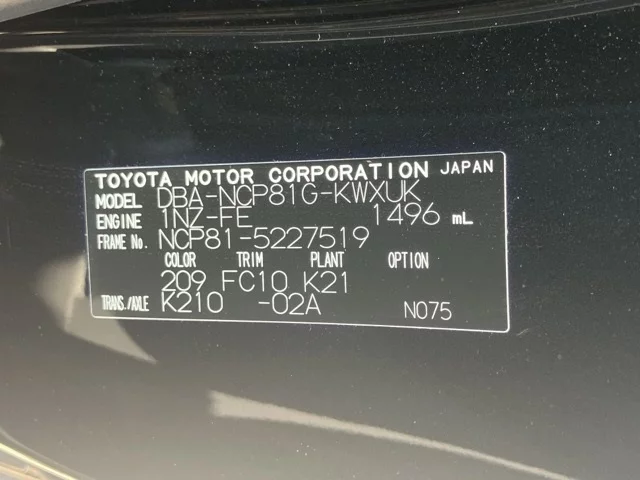 TOYOTA MOTOR CORPORATION JAPAN
MODEL DBA-NCP81G-KWXUK
ENGINE 1NZ-FE 1496 mL
FRAME No. NCP81-5227519
COLOR TRIM PLANT OPTION
209 FC10 K21
TRANS./AXLE K210 -02A N075